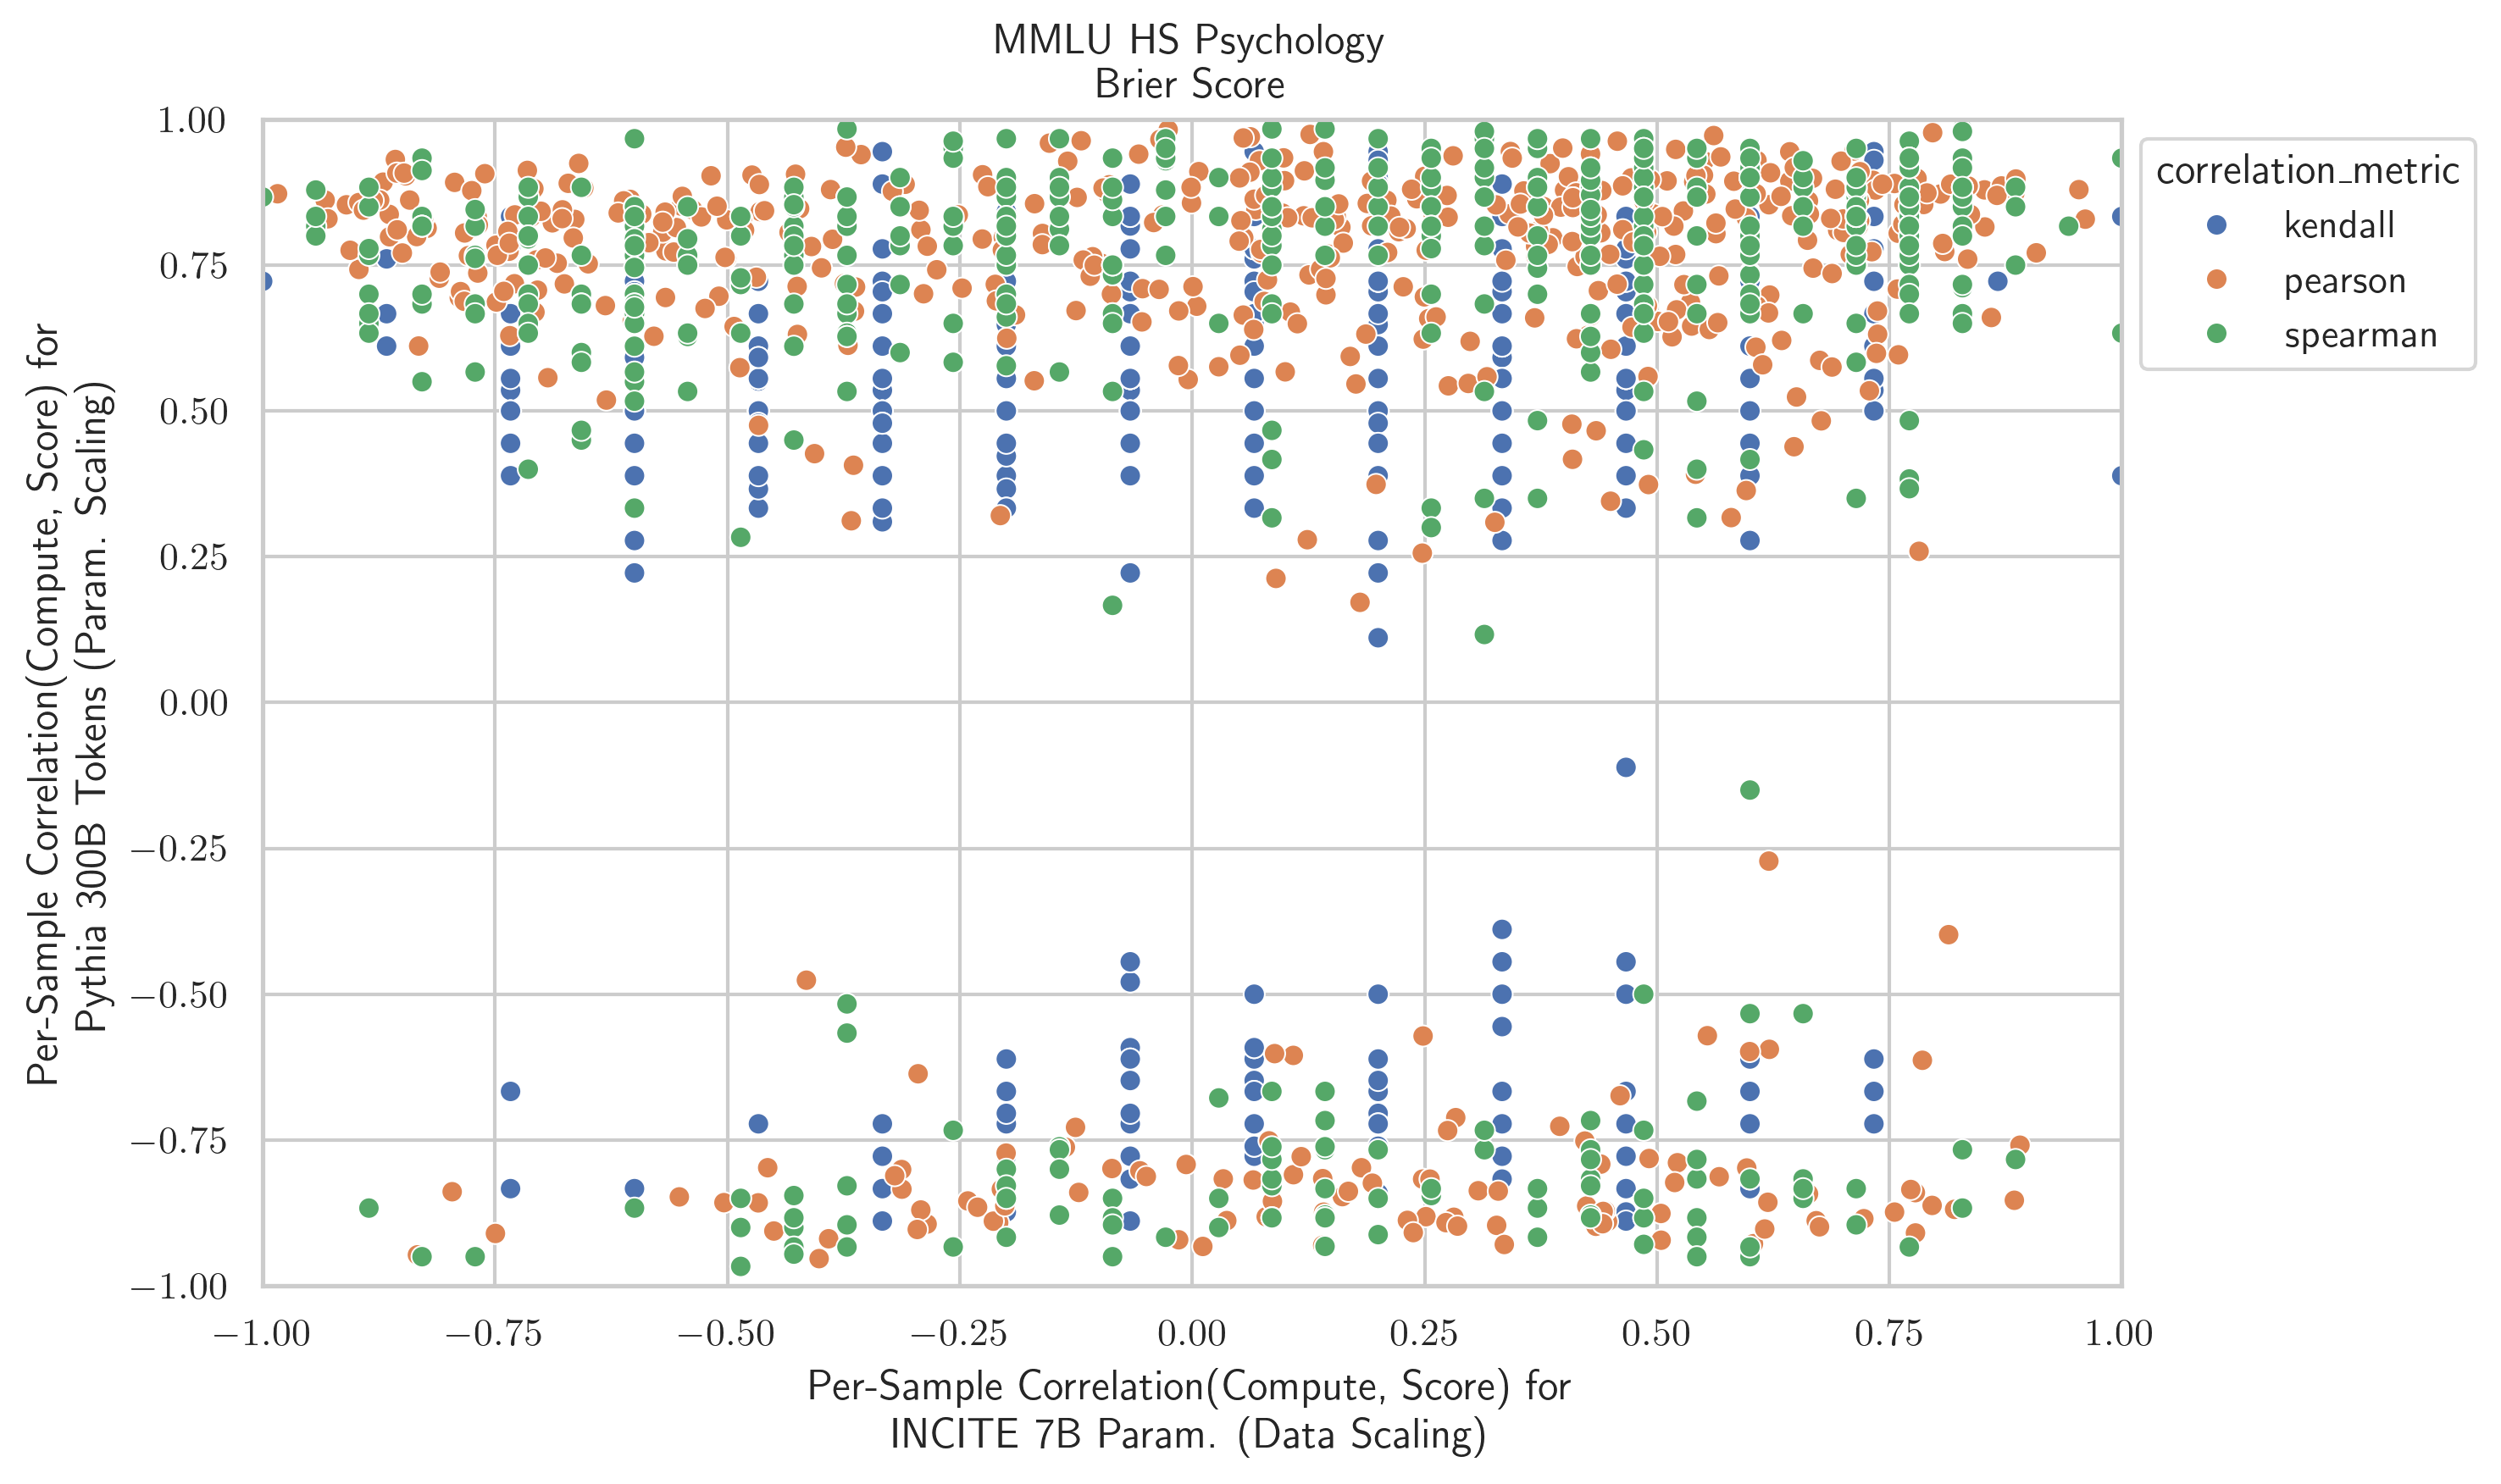 MMLU HS Psychology
Brier Score
Per-Sample Correlation(Compute, Score) for
Pythia 300B Tokens (Param. Scaling)
1.00
0.75
0.50
0.25
0.00
−0.25
−0.50
−0.75
−1.00
−1.00 −0.75 −0.50 −0.25 0.00 0.25 0.50 0.75 1.00
Per-Sample Correlation(Compute, Score) for
INCITE 7B Param. (Data Scaling)
correlation_metric
kendall
pearson
spearman